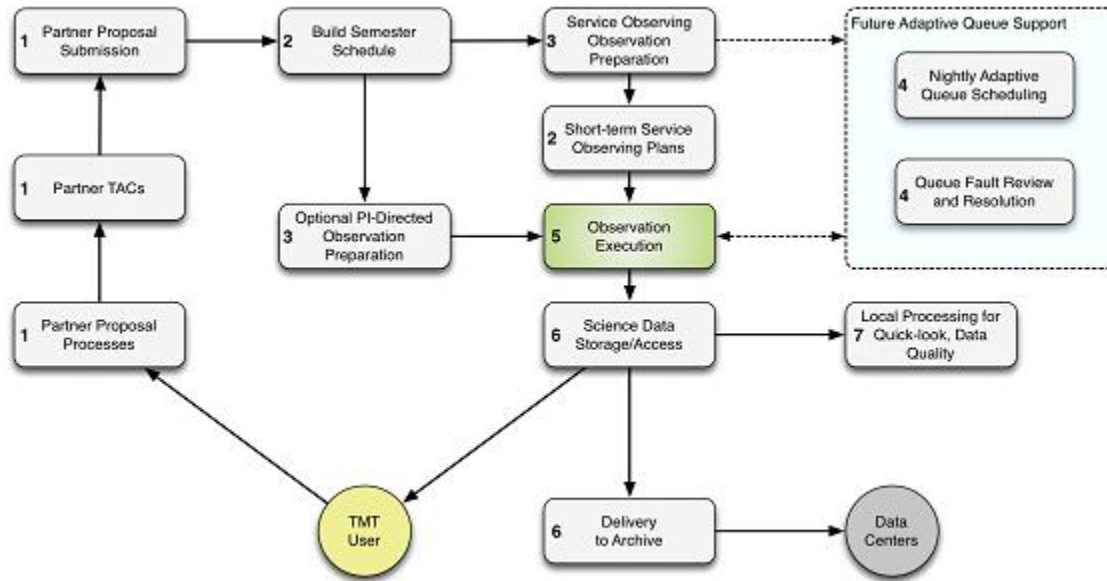 1 Partner Proposal
Submission
2 Build Semester
Schedule
3 Service Observing
Observation
Preparation
Future Adaptive Queue Support
4 Nightly Adaptive
Queue Scheduling
2 Short-term Service
Observing Plans
1 Partner TACs
4 Queue Fault Review
and Resolution
3 Optional PI-Directed
Observation
Preparation
5 Observation
Execution
1 Partner Proposal
Processes
6 Science Data
Storage/Access
7 Local Processing for
Quick-look, Data
Quality
TMT
User
6 Delivery
to Archive
Data
Centers